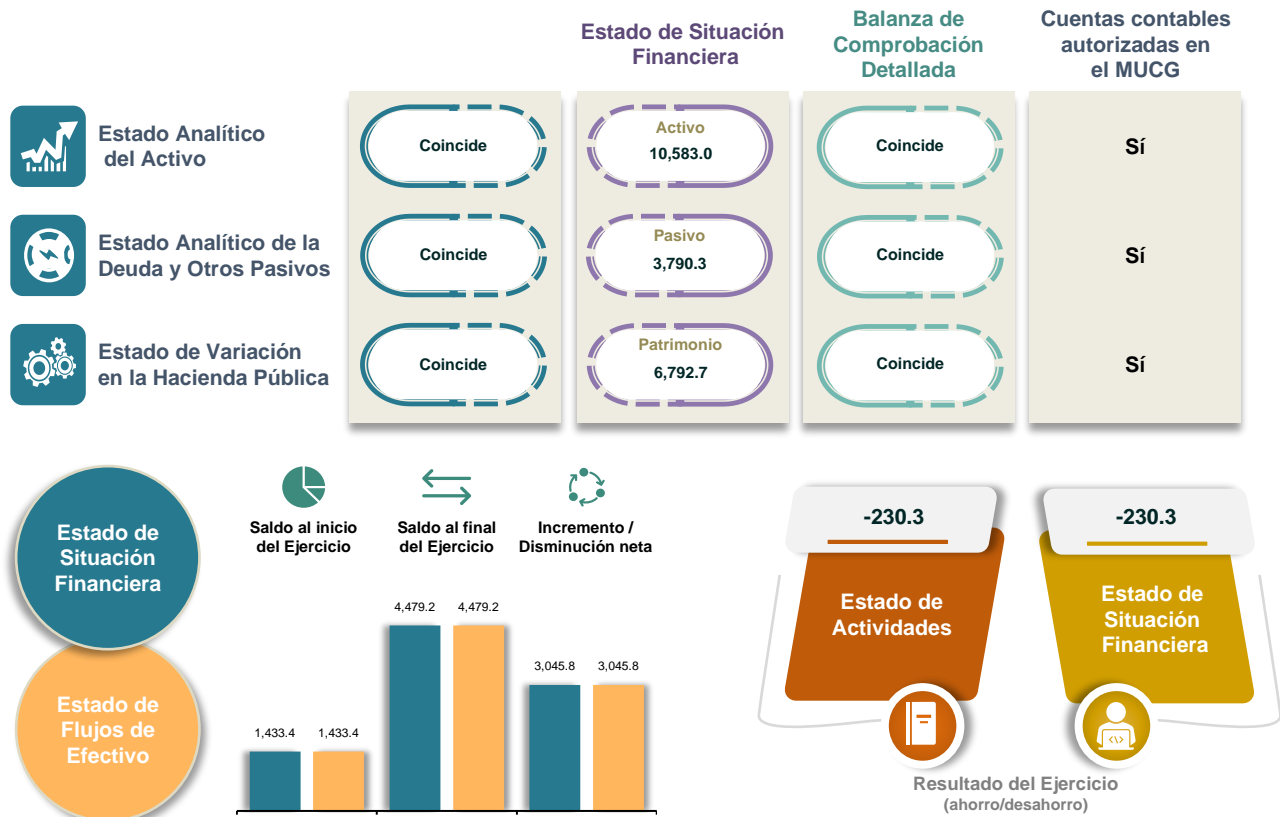 Estado de Situación
Financiera
Balanza de
Comprobación
Detallada
Cuentas contables
autorizadas en
el MUCG
Estado Analítico
del Activo
Coincide
Activo
10,583.0
Coincide
Sí
Estado Analítico de la
Deuda y Otros Pasivos
Coincide
Pasivo
3,790.3
Coincide
Sí
Estado de Variación
en la Hacienda Pública
Coincide
Patrimonio
6,792.7
Coincide
Sí
Estado de
Situación
Financiera
Estado de
Flujos de
Efectivo
Saldo al inicio
del Ejercicio
Saldo al final
del Ejercicio
Incremento /
Disminución neta
1,433.4
1,433.4
4,479.2
4,479.2
3,045.8
3,045.8
-230.3
Estado de
Actividades
-230.3
Estado de
Situación
Financiera
Resultado del Ejercicio
(ahorro/desahorro)